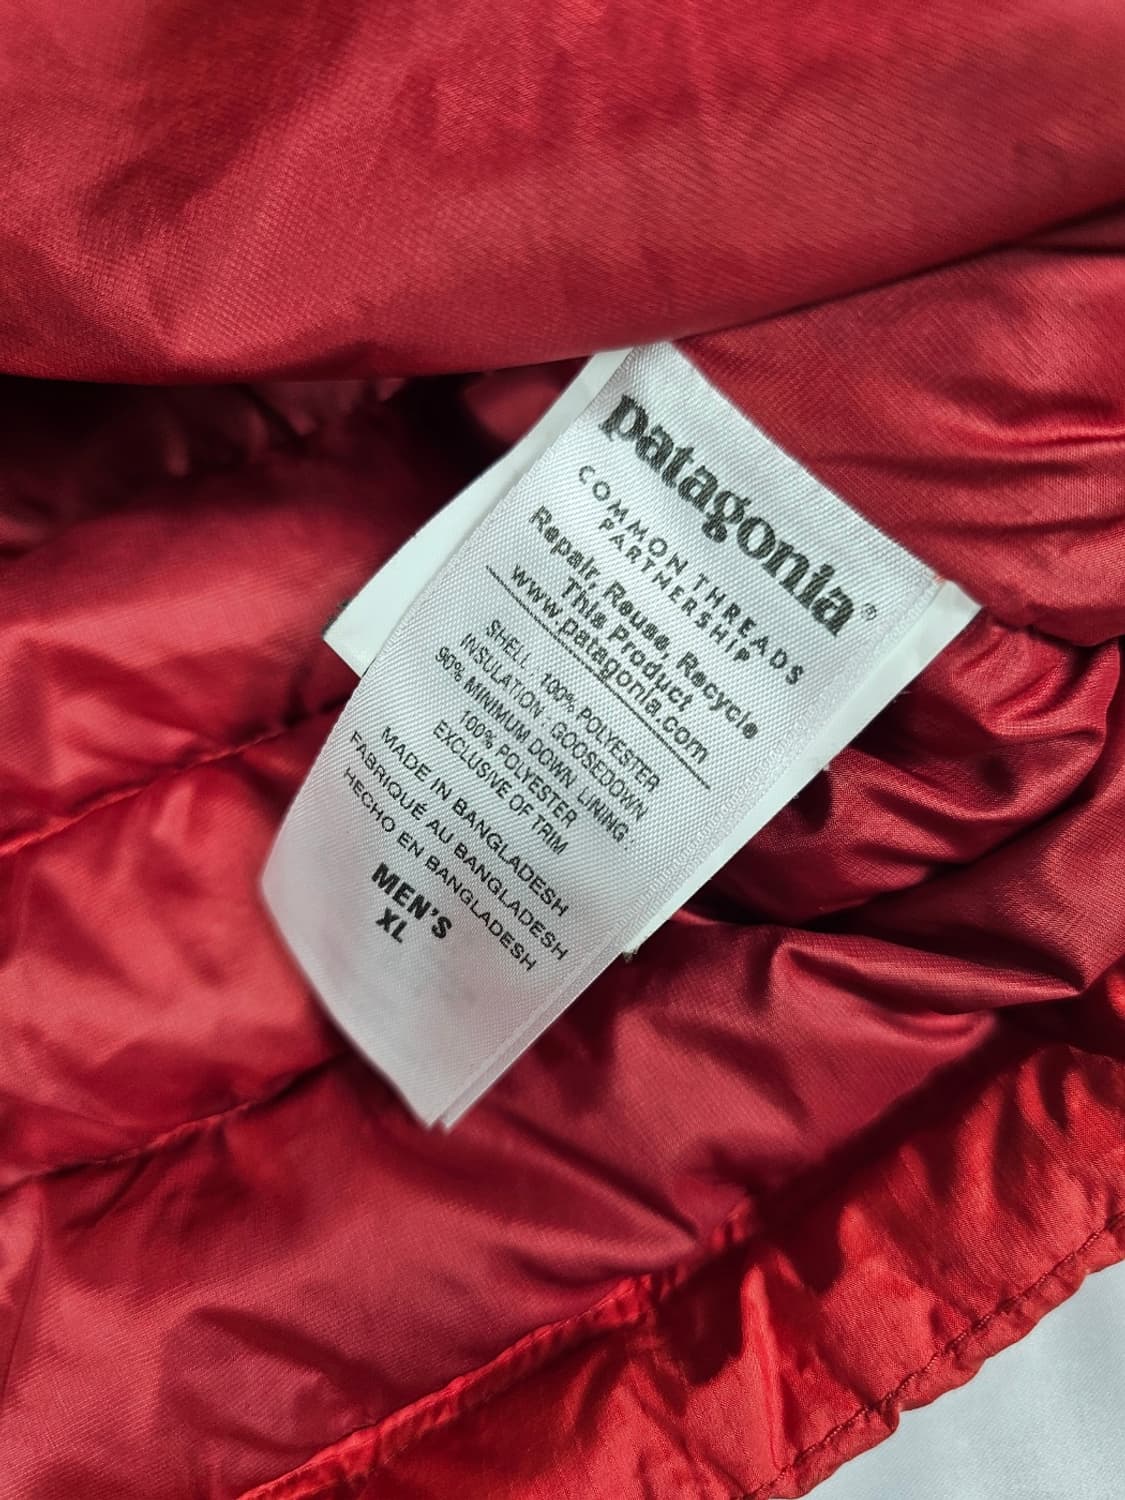 patagonia®
COMMON THREADS
PARTNERSHIP
Repair, Reuse, Recycle
This Product
www.patagonia.com
SHELL : 100% POLYESTER
INSULATION : GOOSEDOWN
90% MINIMUM DOWN. LINING :
100% POLYESTER
EXCLUSIVE OF TRIM
MADE IN BANGLADESH
FABRIQUÉ AU BANGLADESH
HECHO EN BANGLADESH
MEN'S
XL